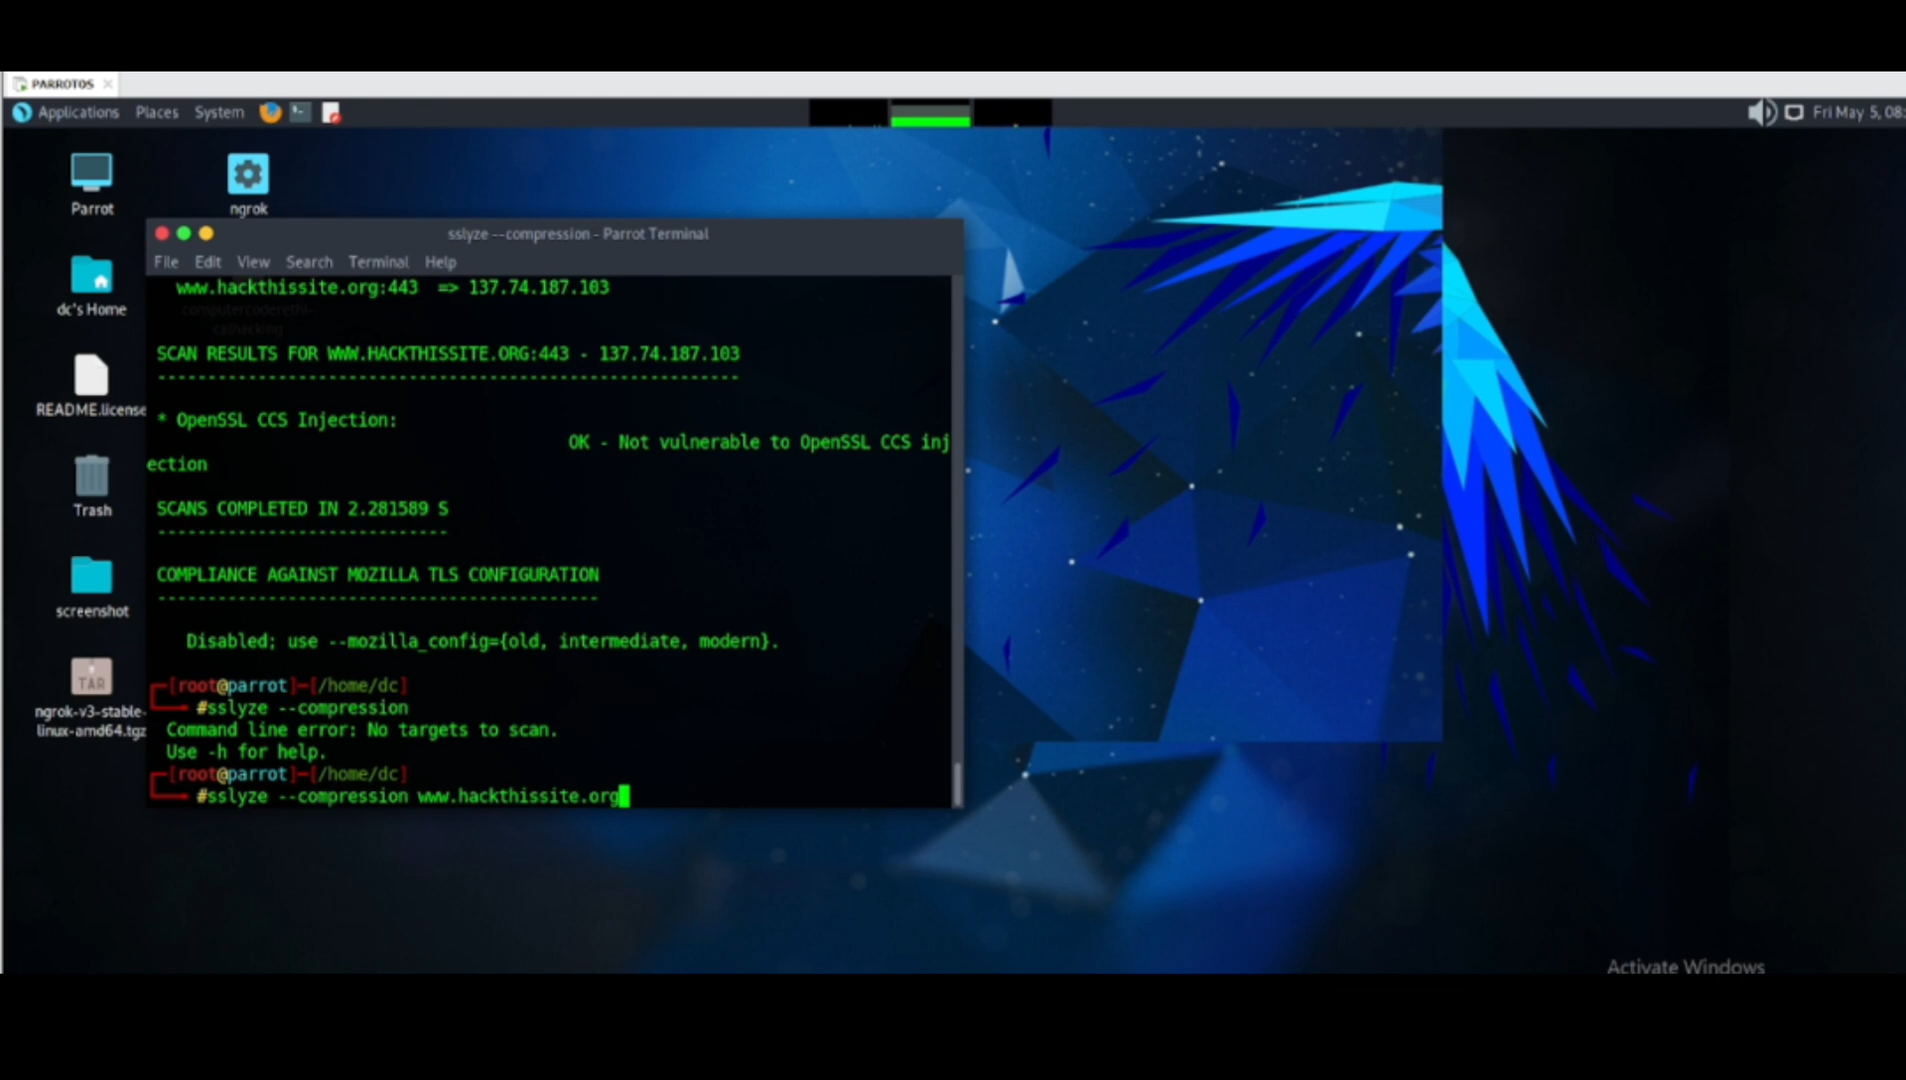 PARROTOS
Applications Places System
Fri May 5, 08:
Parrot
ngrok
dc's Home
README.license
Trash
screenshot
TAR
ngrok-v3-stable-
linux-amd64.tgz
sslyze --compression - Parrot Terminal
File Edit View Search Terminal Help
www.hackthissite.org:443 => 137.74.187.103
computercoderethi-
calhacking
SCAN RESULTS FOR WWW.HACKTHISSITE.ORG:443 - 137.74.187.103
----------------------------------------------------------
* OpenSSL CCS Injection:
OK - Not vulnerable to OpenSSL CCS inj
ection
SCANS COMPLETED IN 2.281589 S
-----------------------------
COMPLIANCE AGAINST MOZILLA TLS CONFIGURATION
--------------------------------------------
Disabled; use --mozilla_config={old, intermediate, modern}.
[root@parrot]-[/home/dc]
#sslyze --compression
Command line error: No targets to scan.
Use -h for help.
[root@parrot]-[/home/dc]
#sslyze --compression www.hackthissite.org
Activate Windows